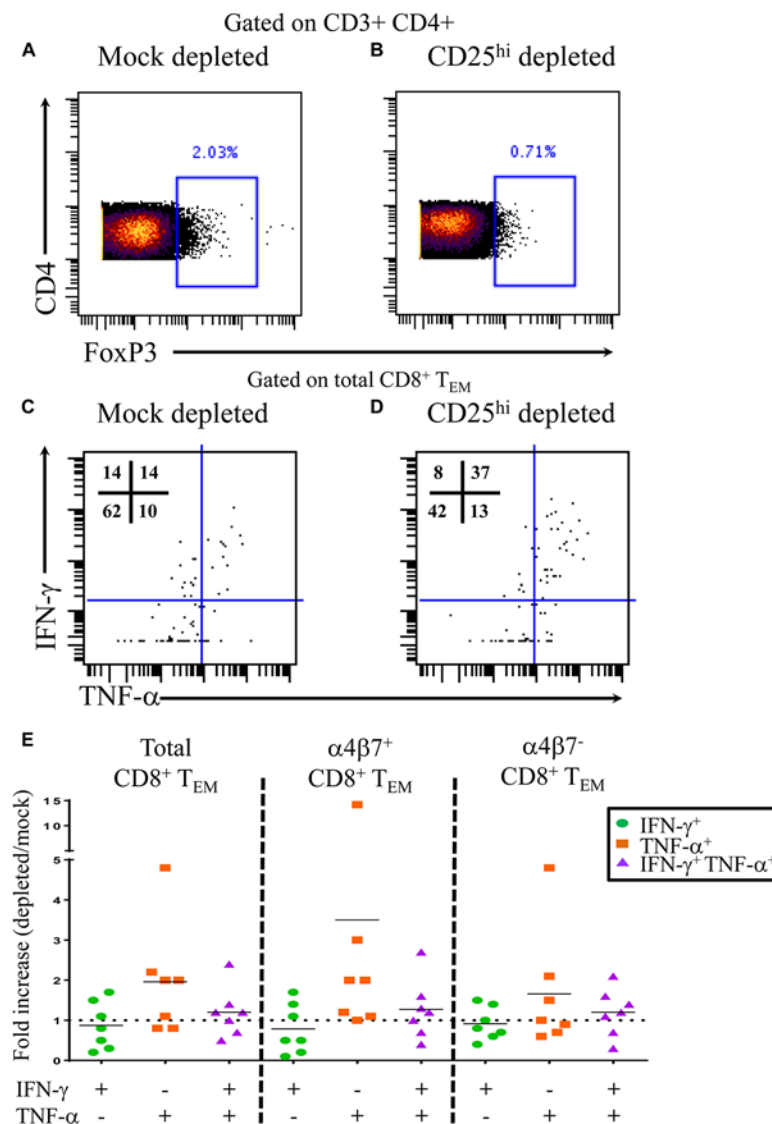 Gated on CD3+ CD4+
A Mock depleted
B CD25hi depleted
2.03%
0.71%
CD4
FoxP3
Gated on total CD8+ TEM
C Mock depleted
D CD25hi depleted
14 14
62 10
8 37
42 13
IFN-γ
TNF-α
E
Total
CD8+ TEM
α4β7+
CD8+ TEM
α4β7-
CD8+ TEM
IFN-γ+
TNF-α+
IFN-γ+ TNF-α+
Fold increase (depleted/mock)
15
10
5
4
3
2
1
0
IFN-γ + - + + - + + - +
TNF-α - + + - + + - + +